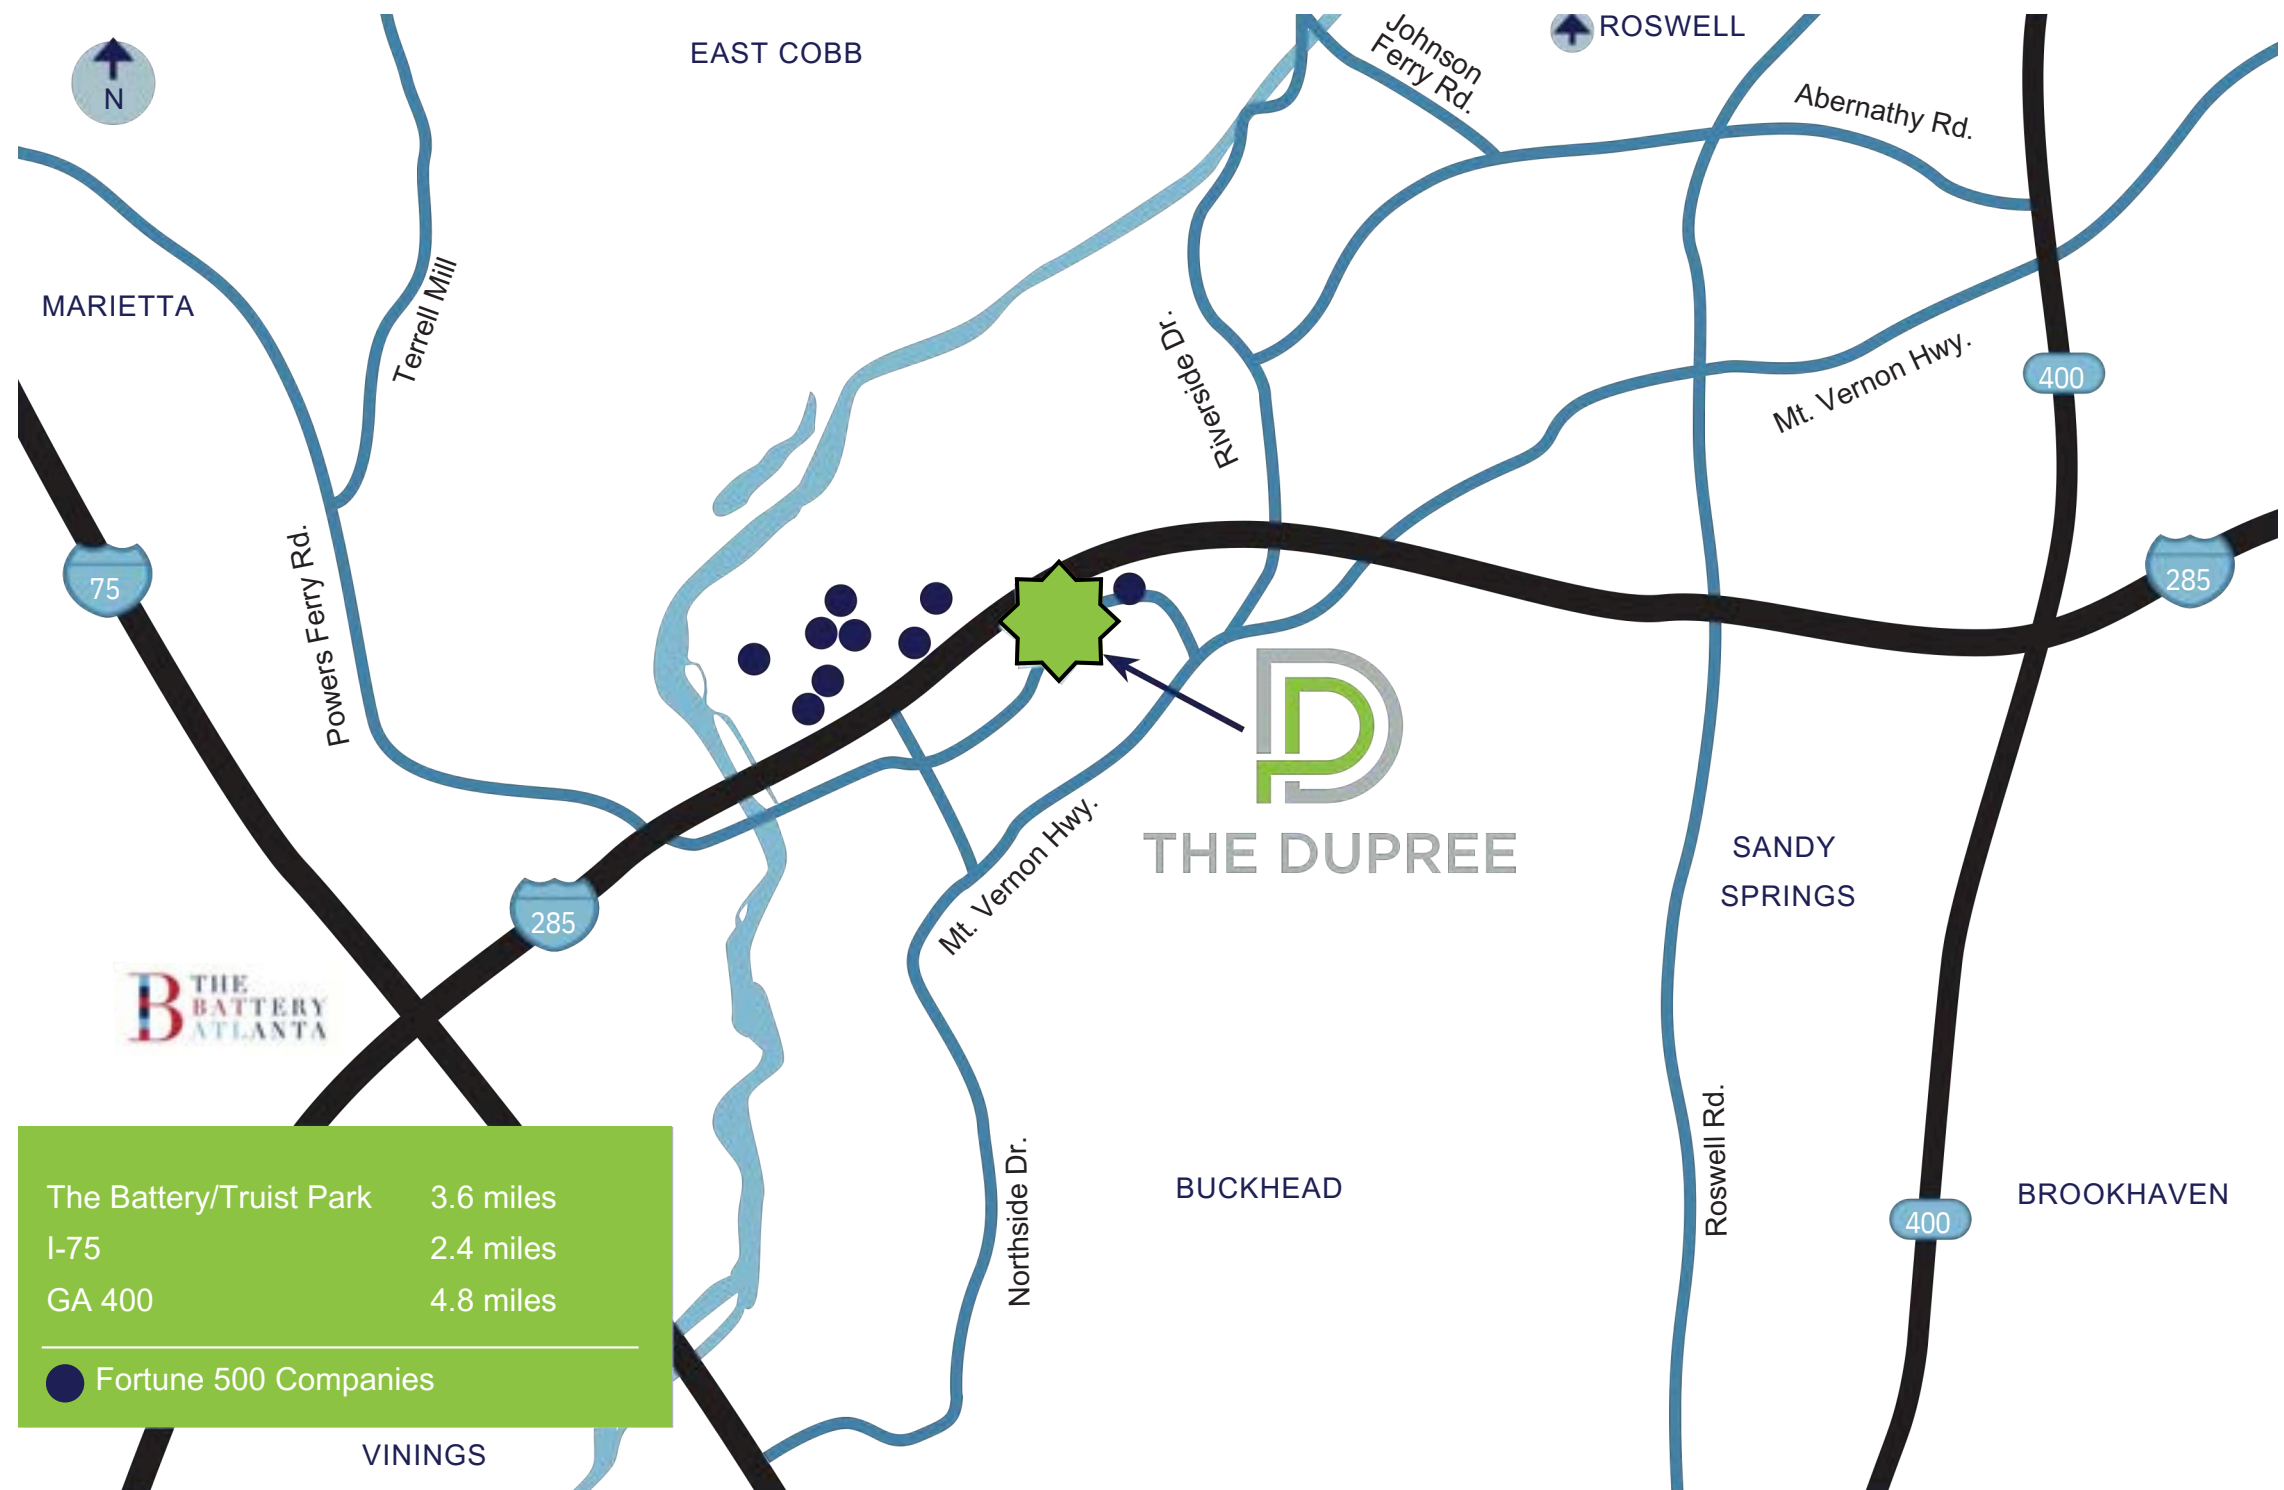 EAST COBB
ROSWELL
N
Johnson
Ferry Rd.
Abernathy Rd.
MARIETTA
Terrell Mill
Riverside Dr.
Mt. Vernon Hwy.
400
75
Powers Ferry Rd.
285
THE DUPREE
Mt. Vernon Hwy.
SANDY
SPRINGS
285
THE
BATTERY
ATLANTA
B
Northside Dr.
Roswell Rd.
BUCKHEAD
BROOKHAVEN
400
The Battery/Truist Park 3.6 miles
I-75 2.4 miles
GA 400 4.8 miles
Fortune 500 Companies
VININGS